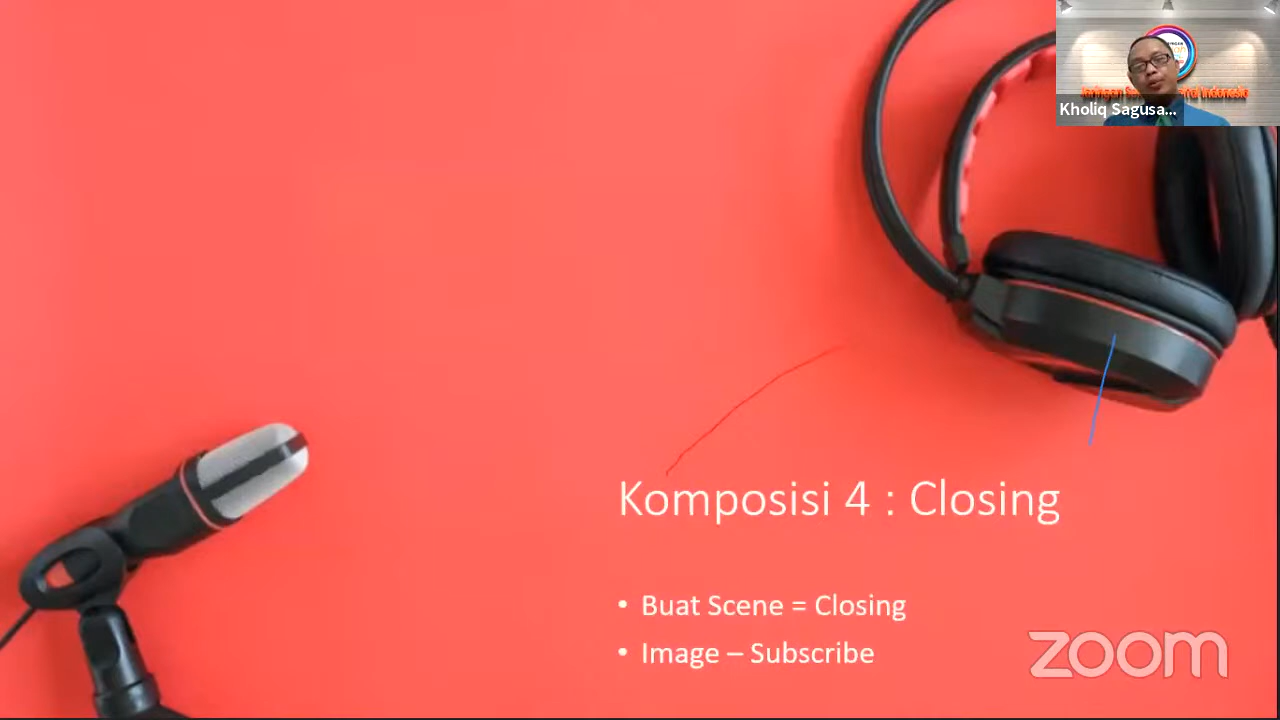 Kholiq Sagusa...
Komposisi 4 : Closing
• Buat Scene = Closing
• Image – Subscribe
zoom